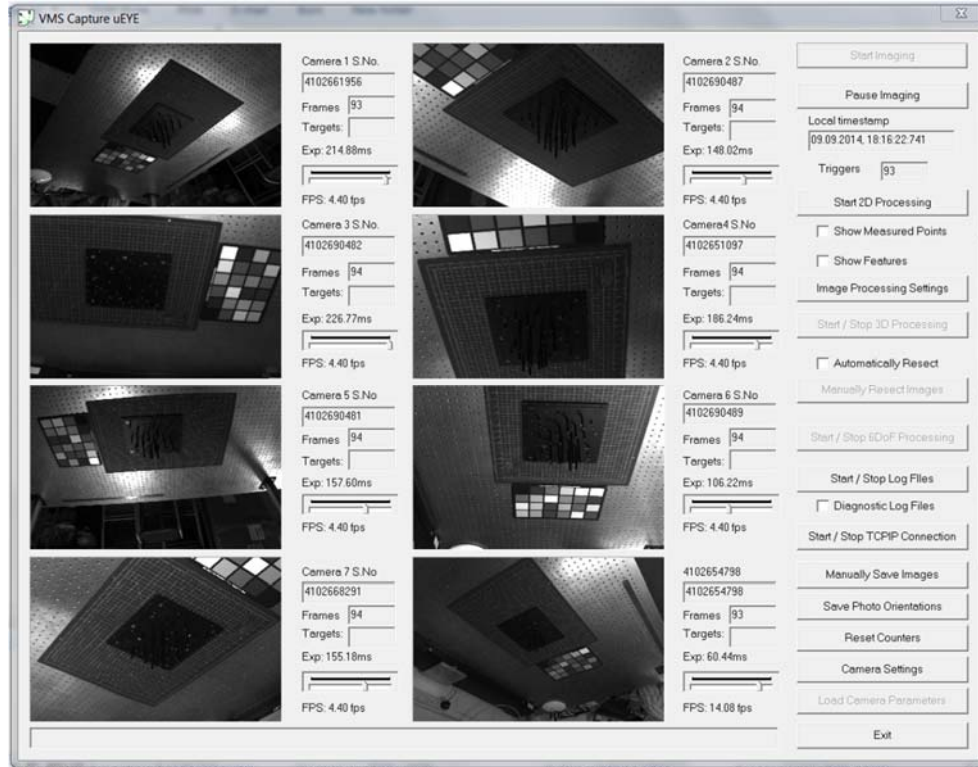 VMS Capture uEYE
Camera 1 S.No.
4102661956
Frames 93
Targets:
Exp: 214.88ms
FPS: 4.40 fps
Camera 2 S.No.
4102690487
Frames 94
Targets:
Exp: 148.02ms
FPS: 4.40 fps
Camera 3 S.No.
4102690482
Frames 94
Targets:
Exp: 226.77ms
FPS: 4.40 fps
Camera4 S.No
4102651097
Frames 94
Targets:
Exp: 186.24ms
FPS: 4.40 fps
Camera 5 S.No
4102690481
Frames 94
Targets:
Exp: 157.60ms
FPS: 4.40 fps
Camera 6 S.No
4102690489
Frames 94
Targets:
Exp: 106.22ms
FPS: 4.40 fps
Camera 7 S.No
4102668291
Frames 94
Targets:
Exp: 155.18ms
FPS: 4.40 fps
4102654798
4102654798
Frames 93
Targets:
Exp: 60.44ms
FPS: 14.08 fps
Start Imaging
Pause Imaging
Local timestamp
09.09.2014, 18:16:22:741
Triggers 93
Start 2D Processing
Show Measured Points
Show Features
Image Processing Settings
Start / Stop 3D Processing
Automatically Resect
Manually Resect Images
Start / Stop 6DoF Processing
Start / Stop Log FIles
Diagnostic Log Files
Start / Stop TCPIP Connection
Manually Save Images
Save Photo Orientations
Reset Counters
Camera Settings
Load Camera Parameters
Exit